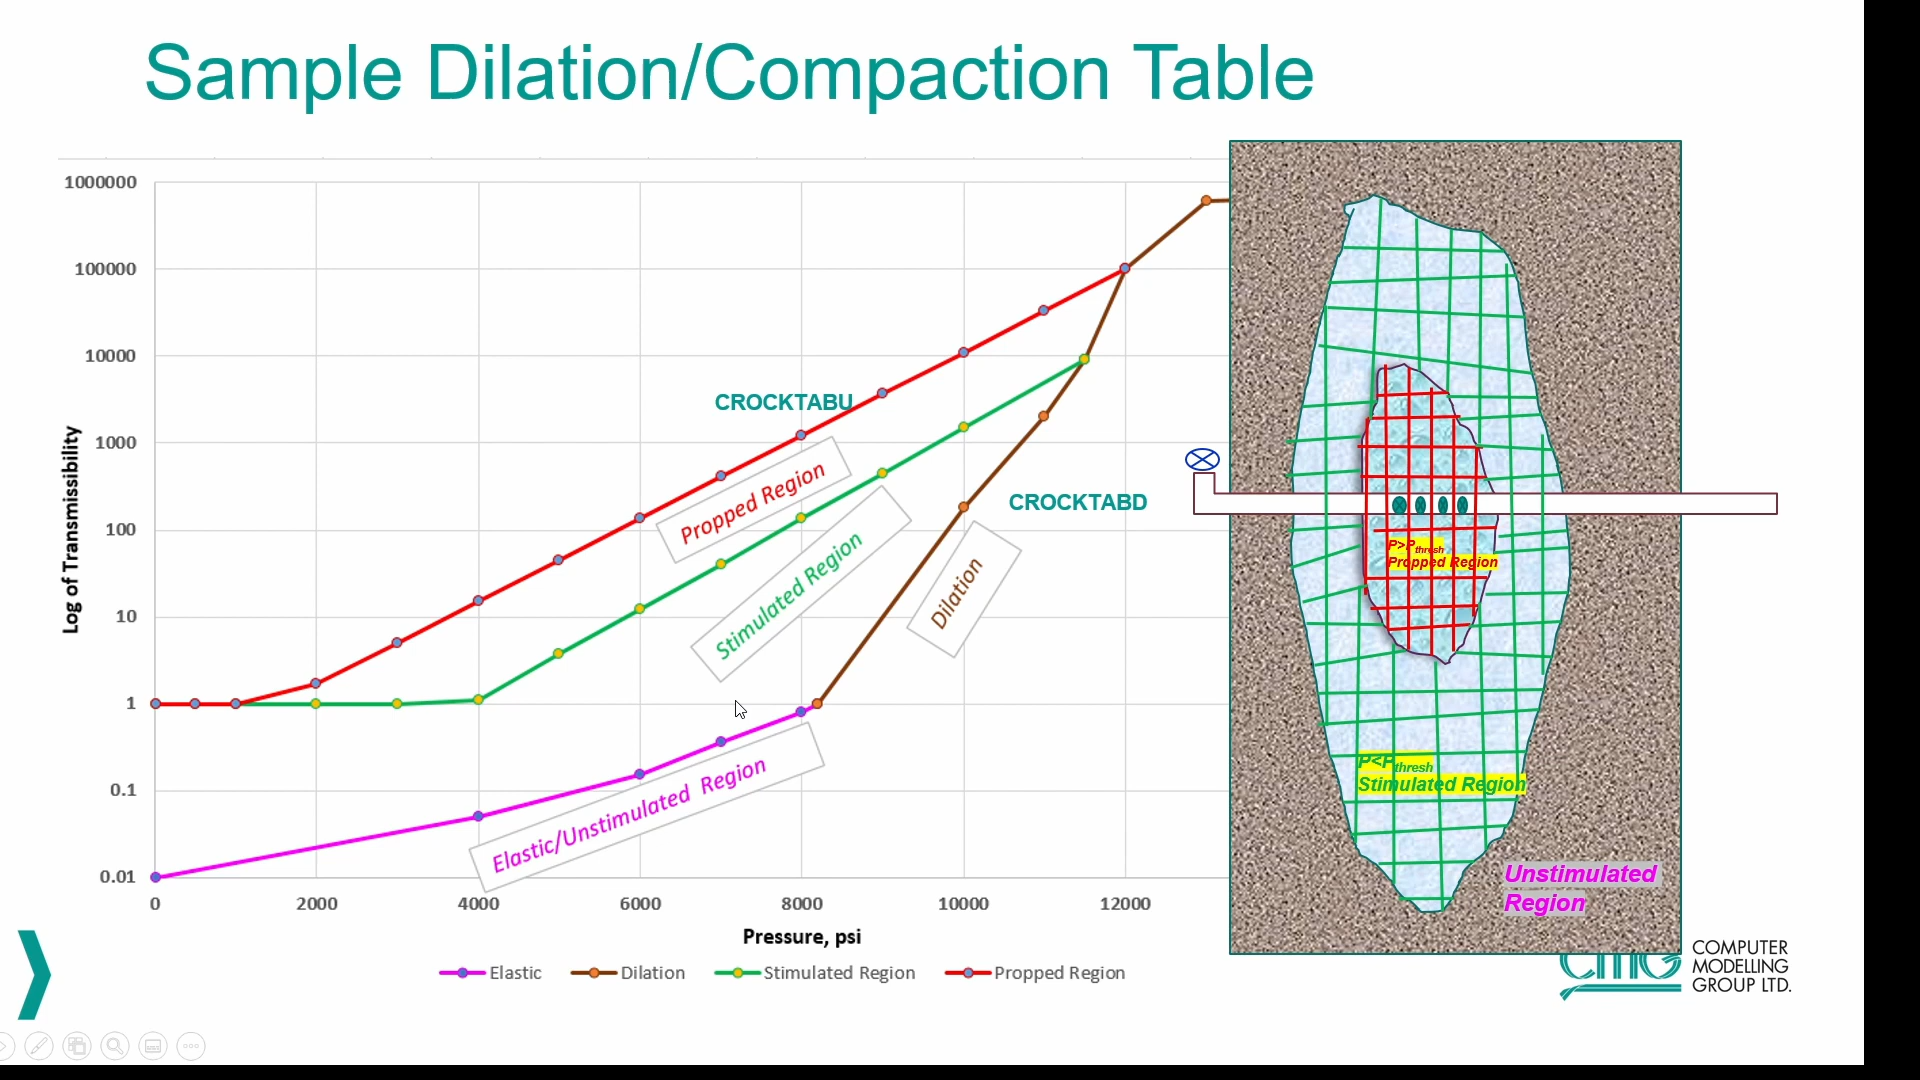 Sample Dilation/Compaction Table
1000000
100000
10000
1000
100
10
1
0.1
0.01
Log of Transmissibility
0
2000
4000
6000
8000
10000
12000
Pressure, psi
CROCKTABU
CROCKTABD
Propped Region
Stimulated Region
Dilation
Elastic/Unstimulated Region
Elastic
Dilation
Stimulated Region
Propped Region
P>Pthresh
Propped Region
P<Pthresh
Stimulated Region
Unstimulated
Region
cmg
COMPUTER
MODELLING
GROUP LTD.